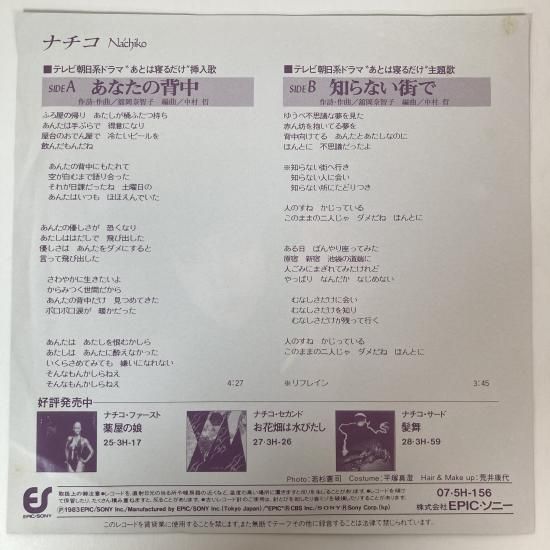 ナチコ Nachiko
■テレビ朝日系ドラマ"あとは寝るだけ"挿入歌
SIDE A あなたの背中
作詩・作曲/舘岡奈智子 編曲/中村 哲
ふろ屋の帰り あたしが桶ふたつ持ち
あんたは手ぶらで 得意になり
屋台のおでん屋で 冷たいビールを
飲んだもんだね
あんたの背中にもたれて
空が白むまで語り合った
それが日課だったね 土曜日の
あんたはいつも ほほえんでいた
あんたの優しさが 恐くなり
あたしははだしで 飛び出した
優しさは あんたをダメにすると
言って飛び出した
さわやかに生きたいよ
からみつく世間だから
あんたの背中だけ 見つめてきた
ボロボロ涙が 暖かだった
あんたは あたしを恨むかしら
あたしは あんたに酔えなかった
いくらさめてみても 嫌いになれない
そんなもんかしらねえ
そんなもんかしらねえ
4:27
■テレビ朝日系ドラマ"あとは寝るだけ"主題歌
SIDE B 知らない街で
作詩・作曲/舘岡奈智子 編曲/中村 哲
ゆうべ不思議な夢を見た
赤ん坊を抱いてる夢を
背中向けてる あんたとあたしなのに
ほんとに 不思議だったよ
※知らない街へ行き
知らない人に会い
知らない所にたどりつき
人のすね かじっている
このままの二人じゃ ダメだね ほんとに
ある日 ぼんやり座ってみた
原宿 新宿 池袋の道端に
人ごみにまぎれてみたけれど
やっぱり なんだか なじめない
むなしさだけに会い
むなしさだけを知り
むなしさだけが残って行く
人のすね かじっている
このままの二人じゃ ダメだね ほんとに
※リフレイン
3:45
好評発売中
ナチコ・ファースト
薬屋の娘
25・3H-17
ナチコ・セカンド
お花畑は水びたし
27・3H-26
ナチコ・サード
髪舞
28・3H-59
Photo:若杉憲司 Costume:平塚真澄 Hair & Make up:荒井康代
EPIC/SONY
℗1983 EPIC/SONY Inc./Manufactured by EPIC/SONY Inc. (Tokyo Japan)/"EPIC"® CBS Inc./SONY® Sony Corp.(kp)
07・5H-156
株式会社EPIC・ソニー
このレコードを賃貸業に使用することを禁じます、また無断でテープその他に録音することは法律で禁じられています。